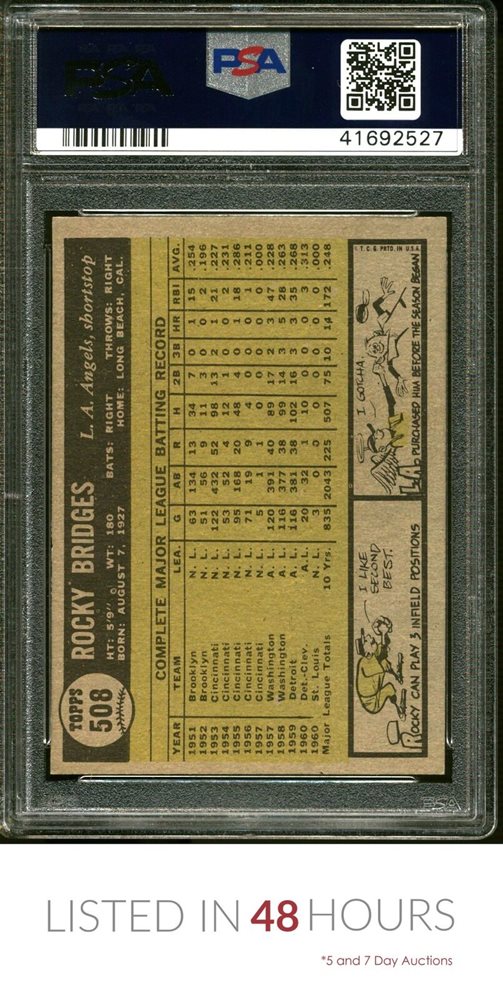 PSA
PSA
41692527
TOPPS
508
ROCKY BRIDGES
L. A. Angels, shortstop
HT: 5'9" WT: 180 BATS: RIGHT THROWS: RIGHT
BORN: AUGUST 7, 1927 HOME: LONG BEACH, CAL.
COMPLETE MAJOR LEAGUE BATTING RECORD
YEAR TEAM LEA. G AB R H 2B 3B HR RBI AVG.
1951 Brooklyn N. L. 63 134 13 34 7 0 1 15 .254
1952 Brooklyn N. L. 51 56 9 11 3 0 0 2 .196
1953 Cincinnati N. L. 122 432 52 98 13 2 1 21 .227
1954 Cincinnati N. L. 53 52 4 12 1 0 0 2 .231
1955 Cincinnati N. L. 95 168 20 48 4 0 1 18 .286
1956 Cincinnati N. L. 71 19 9 4 0 0 0 1 .211
1957 Cincinnati N. L. 5 1 1 0 0 0 0 0 .000
1957 Washington A. L. 120 391 40 89 17 2 3 47 .228
1958 Washington A. L. 116 377 38 99 14 3 5 28 .263
1959 Detroit A. L. 116 381 38 102 16 3 3 35 .268
1960 Det.-Clev. A. L. 20 32 1 10 0 0 0 3 .313
1960 St. Louis N. L. 3 0 0 0 0 0 0 0 .000
Major League Totals 10 Yrs. 835 2043 225 507 75 10 14 172 .248
I LIKE SECOND BEST.
ROCKY CAN PLAY 3 INFIELD POSITIONS
I GOTCHA.
L.A. PURCHASED HIM BEFORE THE SEASON BEGAN
T. C. G. PRTD. IN U.S.A.
PSA
LISTED IN 48 HOURS
*5 and 7 Day Auctions